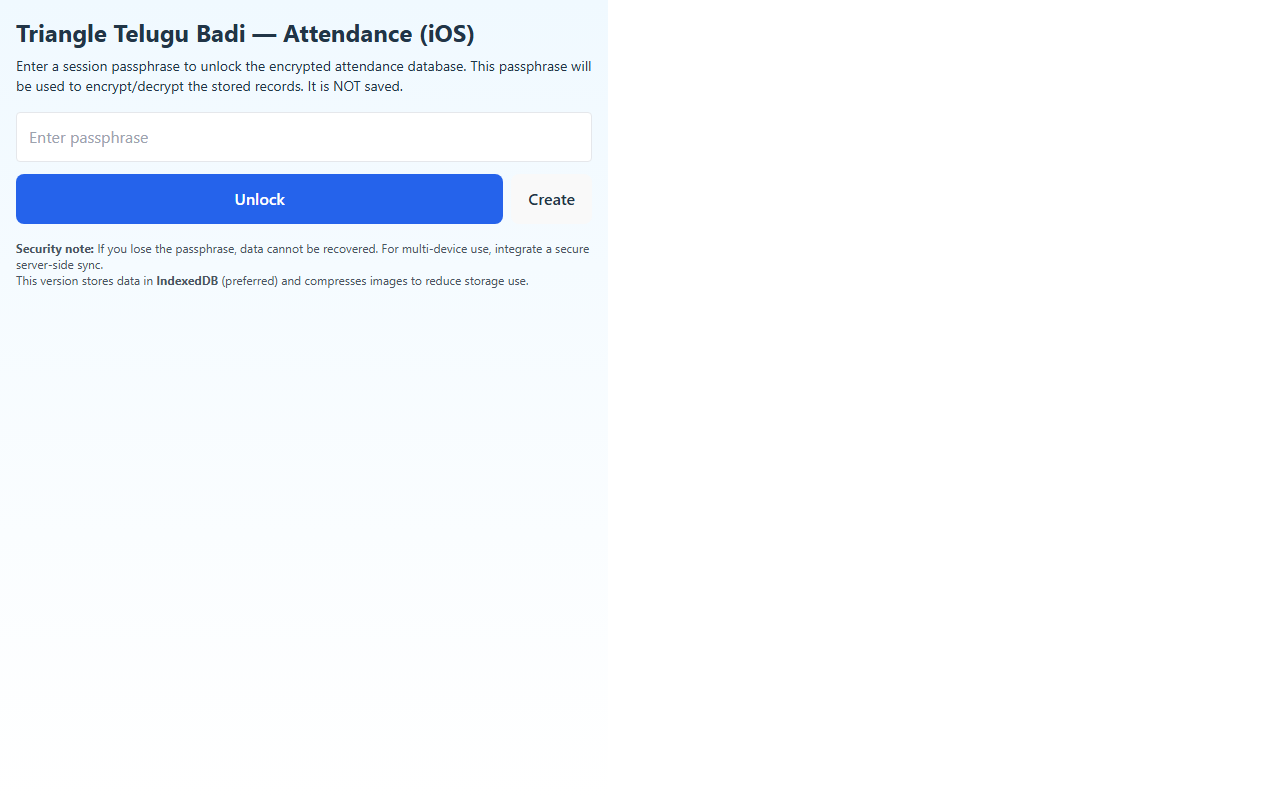 Triangle Telugu Badi — Attendance (iOS)
Enter a session passphrase to unlock the encrypted attendance database. This passphrase will
be used to encrypt/decrypt the stored records. It is NOT saved.
Enter passphrase
Unlock
Create
Security note: If you lose the passphrase, data cannot be recovered. For multi-device use, integrate a secure
server-side sync.
This version stores data in IndexedDB (preferred) and compresses images to reduce storage use.